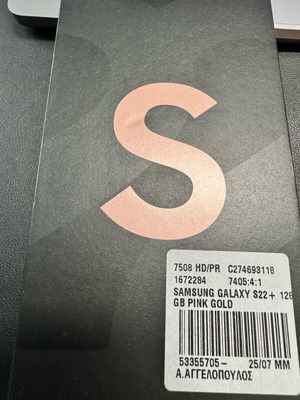 S
7508 HD/PR C274693118
1672284 7405:4:1
SAMSUNG GALAXY S22+ 128
GB PINK GOLD
53355705- 25/07 MM
Α.ΑΓΓΕΛΟΠΟΥΛΟΣ